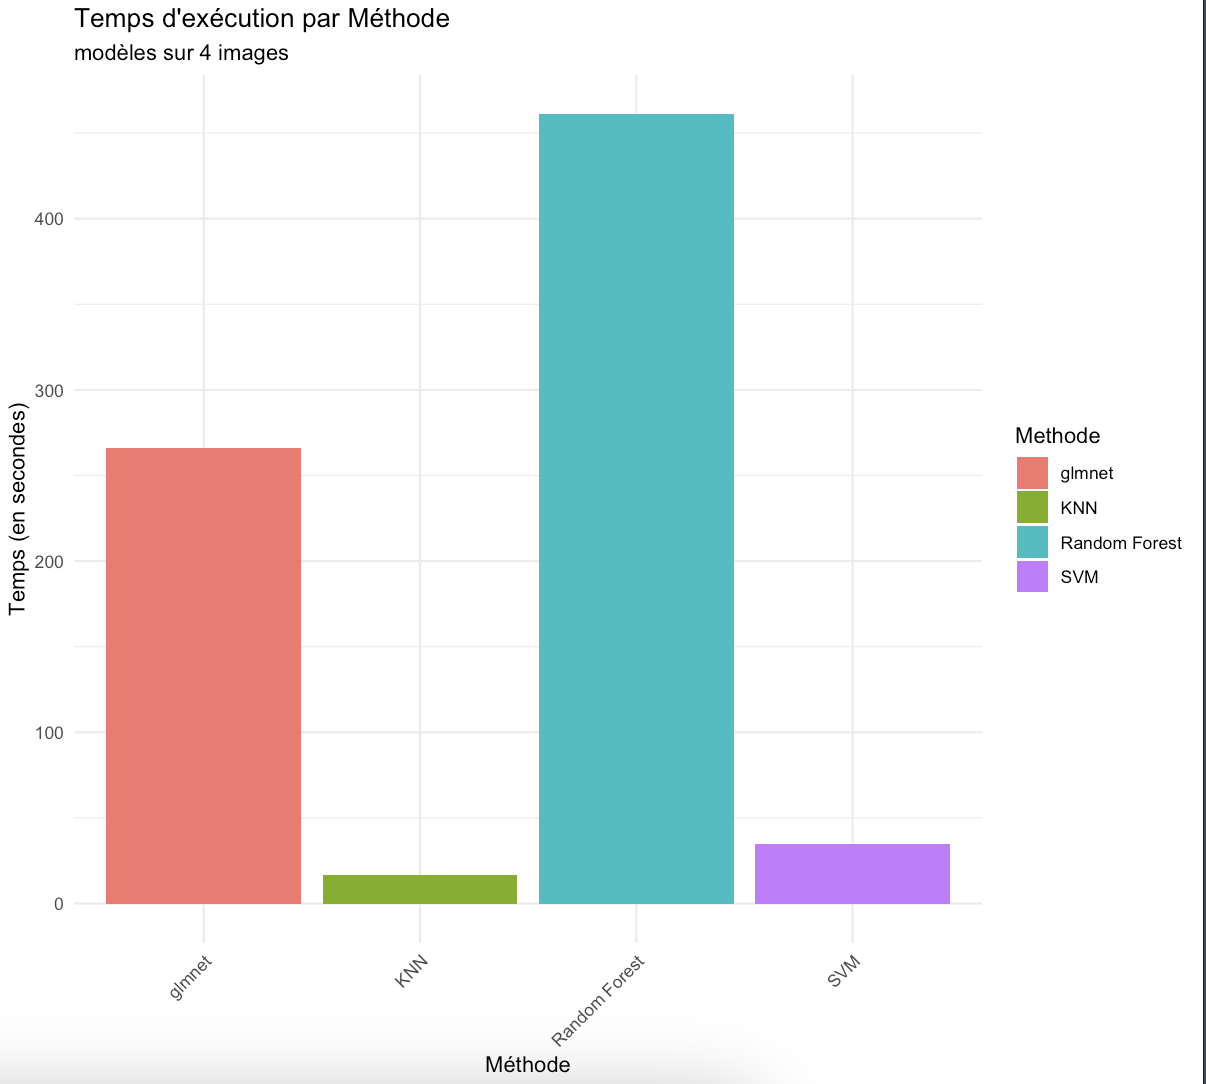 Temps d'exécution par Méthode
modèles sur 4 images
400
300
200
100
0
Temps (en secondes)
glmnet
KNN
Random Forest
SVM
Méthode
Methode
glmnet
KNN
Random Forest
SVM